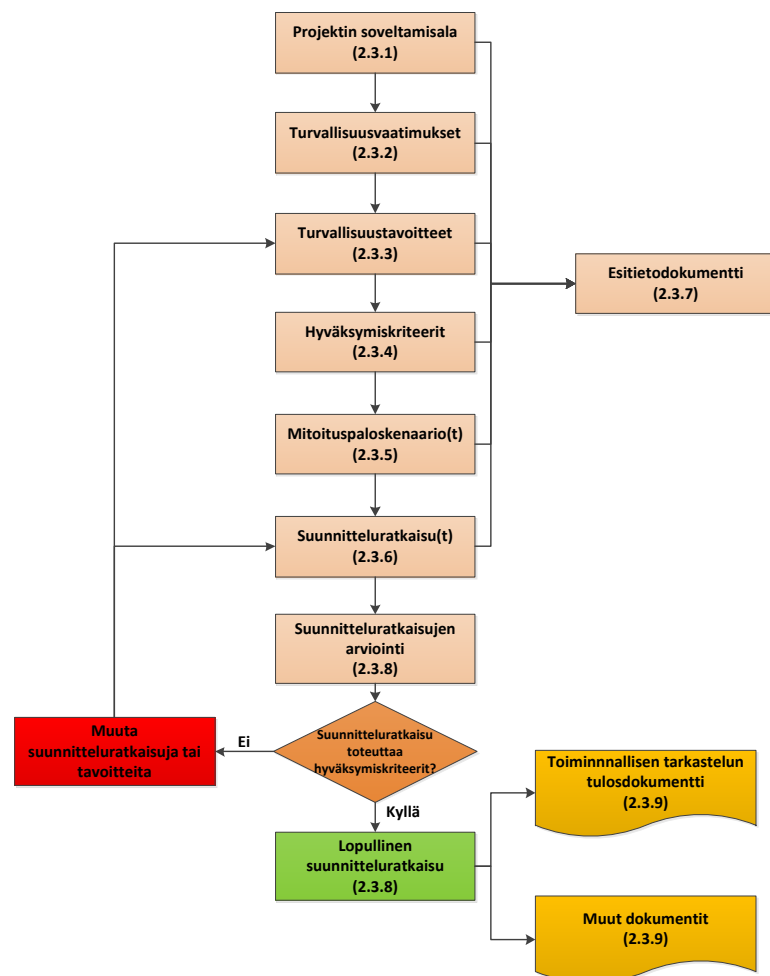 Projektin soveltamisala
(2.3.1)
Turvallisuusvaatimukset
(2.3.2)
Turvallisuustavoitteet
(2.3.3)
Esitietodokumentti
(2.3.7)
Hyväksymiskriteerit
(2.3.4)
Mitoituspaloskenaario(t)
(2.3.5)
Suunnitteluratkaisu(t)
(2.3.6)
Suunnitteluratkaisujen
arviointi
(2.3.8)
Muuta
suunnitteluratkaisuja tai
tavoitteita
Ei
Suunnitteluratkaisu
toteuttaa
hyväksymiskriteerit?
Kyllä
Toiminnnallisen tarkastelun
tulosdokumentti
(2.3.9)
Lopullinen
suunnitteluratkaisu
(2.3.8)
Muut dokumentit
(2.3.9)